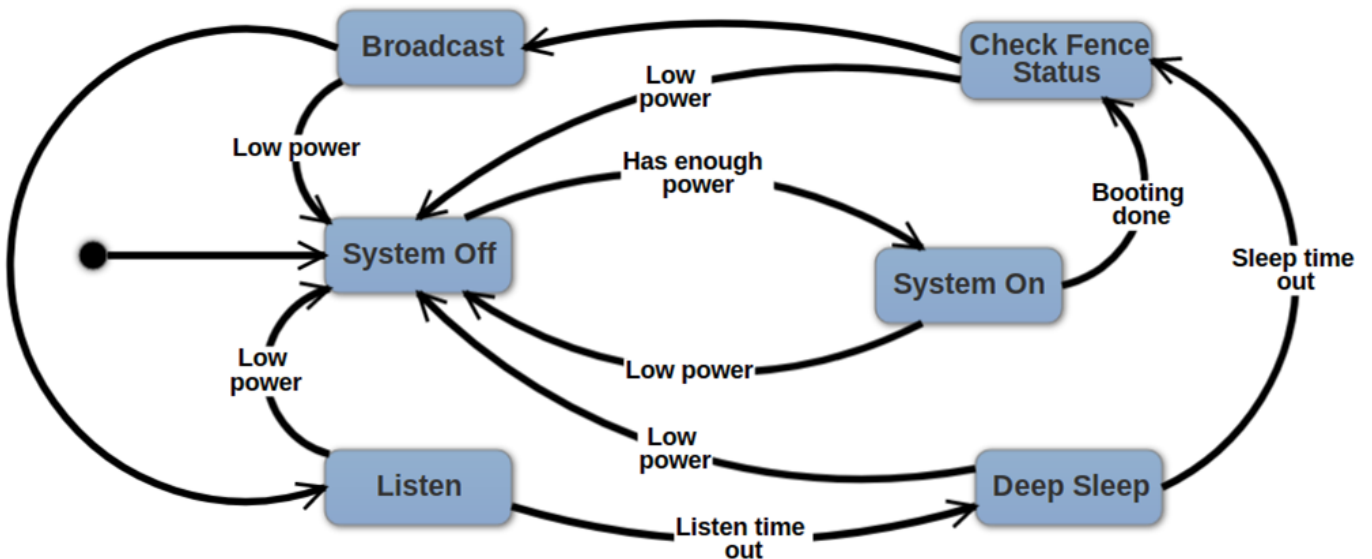 Broadcast
Check Fence
Status
Low
power
Low power
Has enough
power
Booting
done
System Off
System On
Sleep time
out
Low
power
Low power
Low
power
Listen
Deep Sleep
Listen time
out